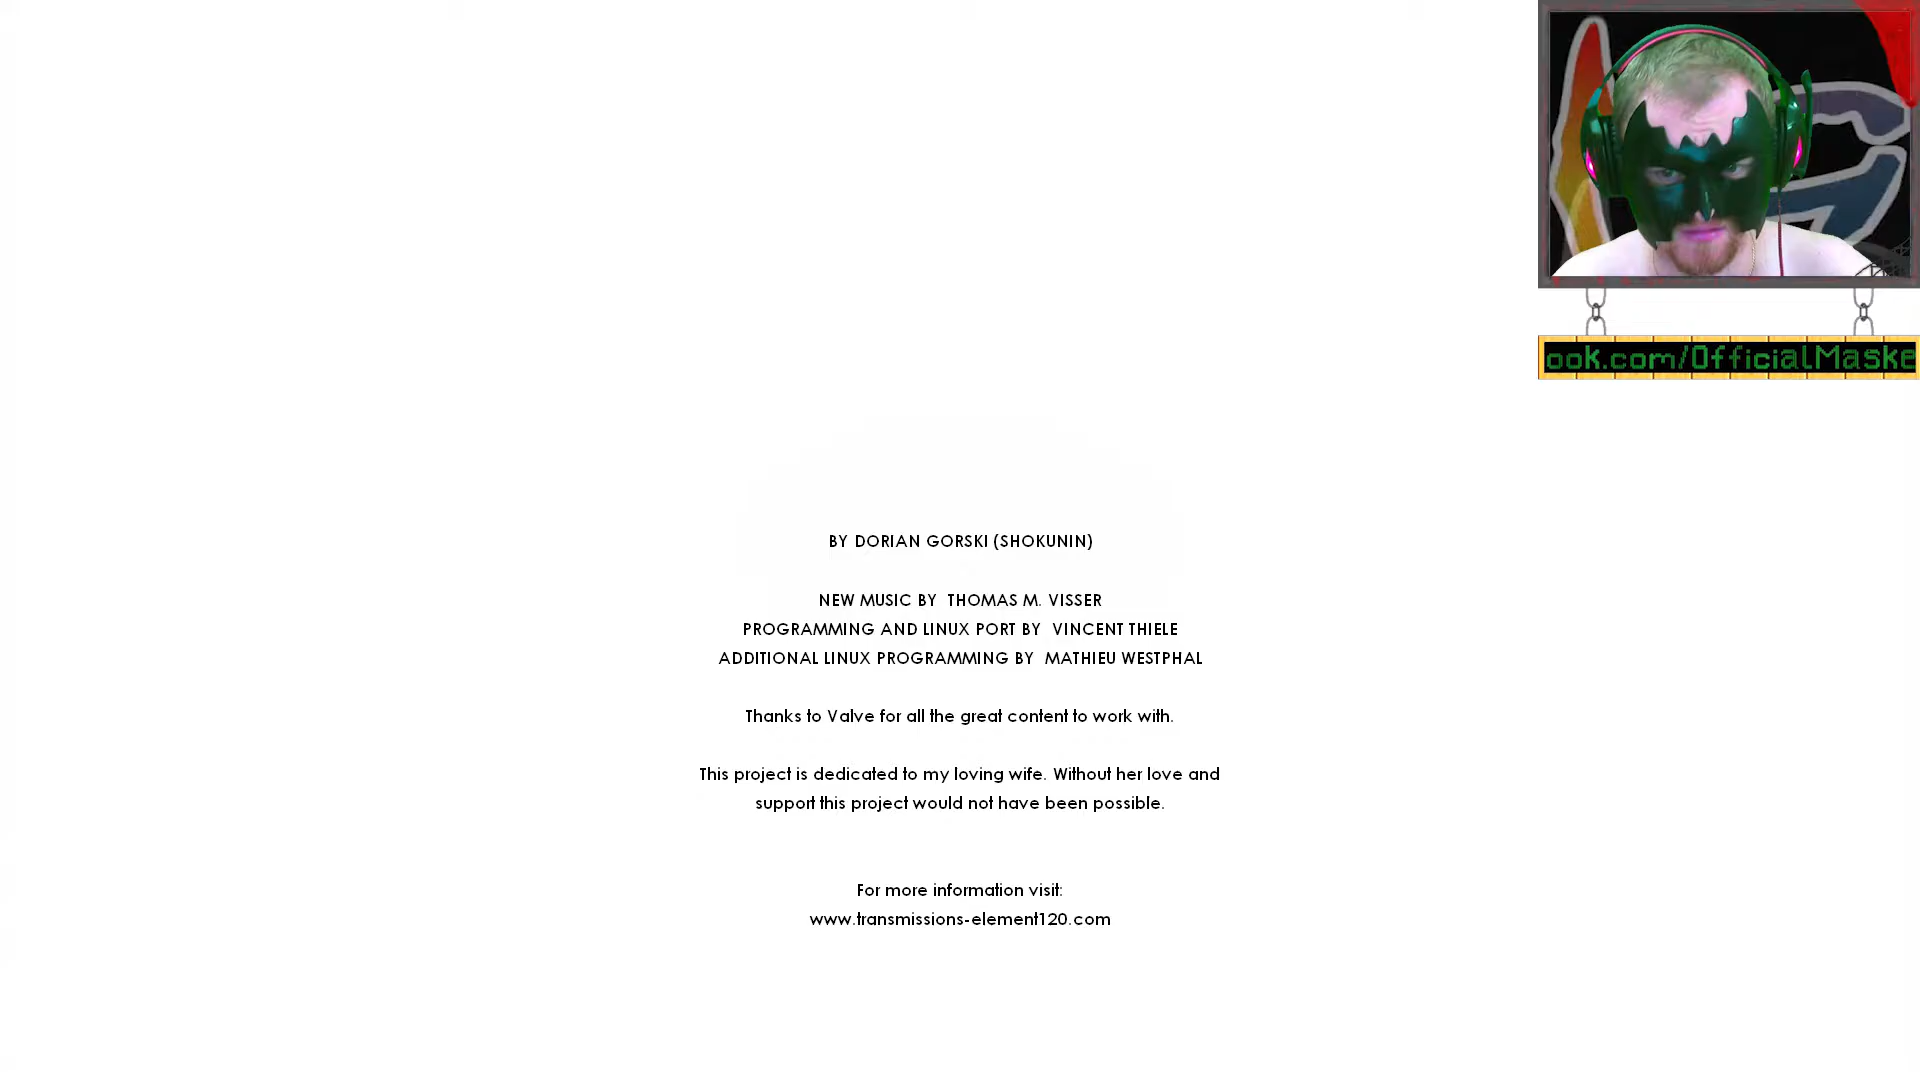 ook.com/OfficialMaske
BY DORIAN GORSKI (SHOKUNIN)
NEW MUSIC BY THOMAS M. VISSER
PROGRAMMING AND LINUX PORT BY VINCENT THIELE
ADDITIONAL LINUX PROGRAMMING BY MATHIEU WESTPHAL
Thanks to Valve for all the great content to work with.
This project is dedicated to my loving wife. Without her love and
support this project would not have been possible.
For more information visit:
www.transmissions-element120.com